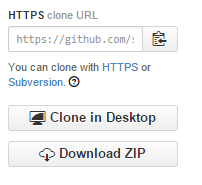 HTTPS clone URL
https://github.com/
You can clone with HTTPS or
Subversion.
Clone in Desktop
Download ZIP